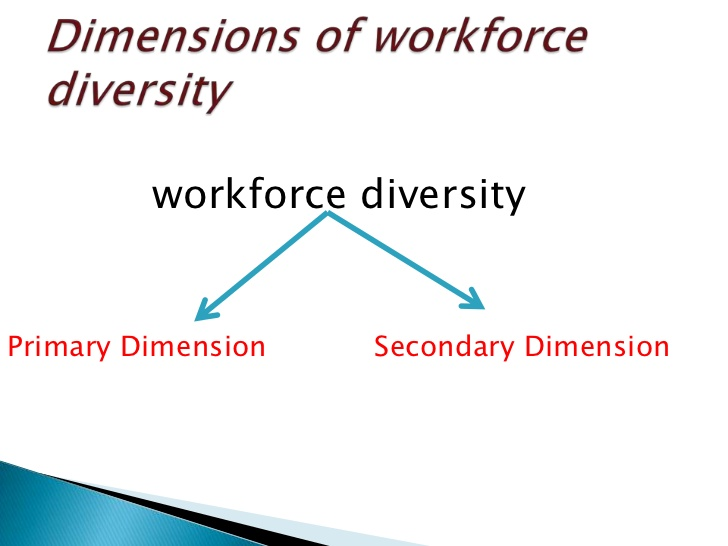 Dimensions of workforce
diversity
workforce diversity
Primary Dimension
Secondary Dimension